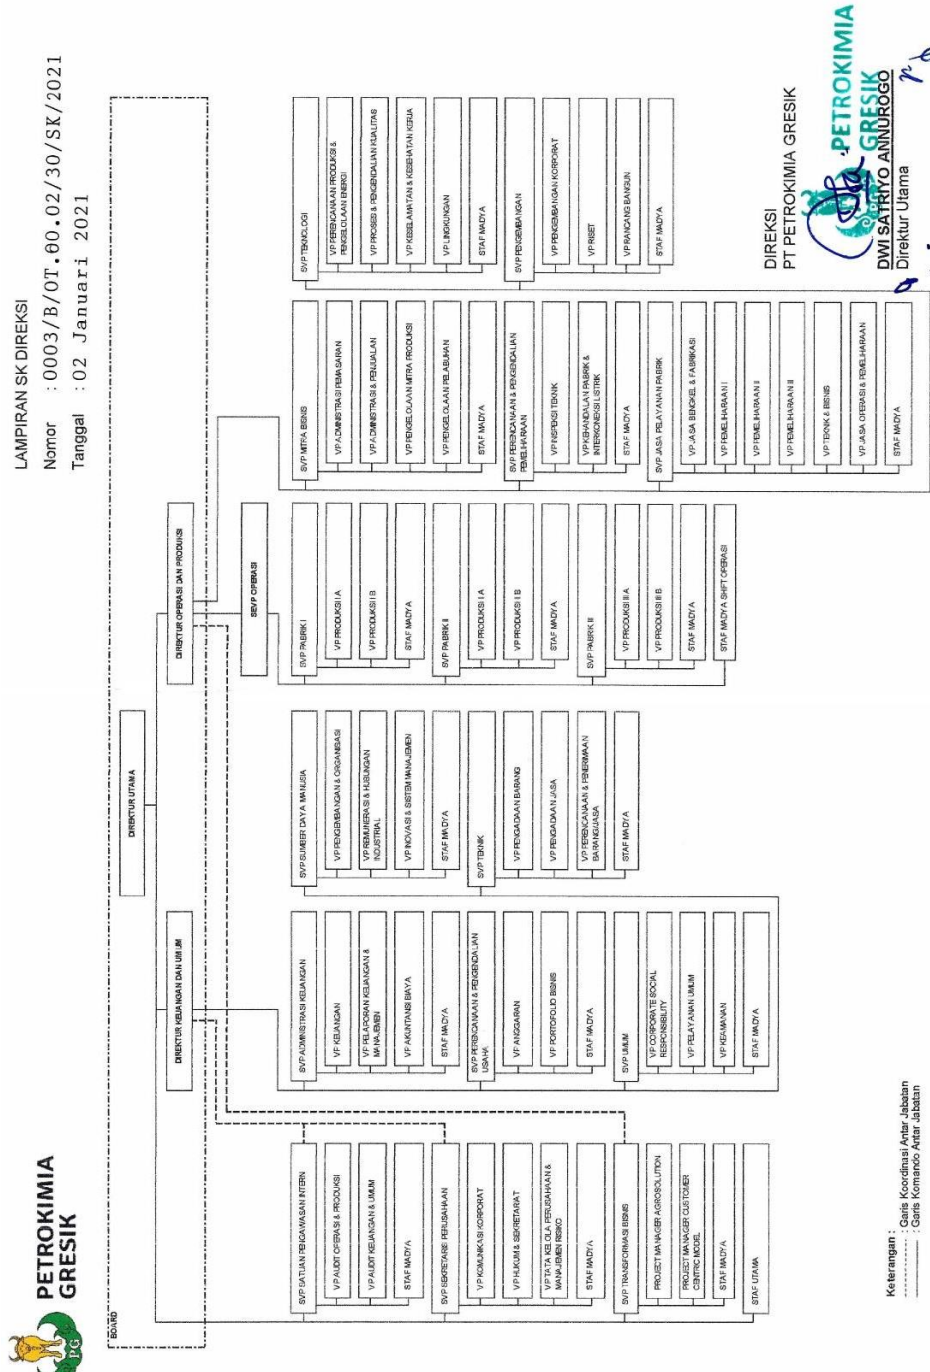 LAMPIRAN SK DIREKSI
Nomor : 0003/B/OT.00.02/30/SK/2021
Tanggal : 02 Januari 2021
PETROKIMIA
GRESIK
PG
BOARD
DIREKTUR UTAMA
DIREKTUR KEUANGAN DAN UMUM
DIREKTUR OPERASI DAN PRODUKSI
SEVP OPERASI
SVP SATUAN PENGAWASAN INTERN
VP AUDIT OPERASI & PRODUKSI
VP AUDIT KEUANGAN & UMUM
STAF MADYA
SVP SEKRETARIS PERUSAHAAN
VP KOMUNIKASI KORPORAT
VP HUKUM & SEKRETARIAT
VP TATA KELOLA PERUSAHAAN &
MANAJEMEN RISIKO
STAF MADYA
SVP TRANSFORMASI BISNIS
PROJECT MANAGER AGROSOLUTION
PROJECT MANAGER CUSTOMER
CENTRIC MODEL
STAF MADYA
STAF UTAMA
SVP ADMINISTRASI KEUANGAN
VP KEUANGAN
VP PELAPORAN KEUANGAN &
MANAJEMEN
VP AKUNTANSI BIAYA
STAF MADYA
SVP PERENCANAAN & PENGENDALIAN
USAHA
VP ANGGARAN
VP PORTOFOLIO BISNIS
STAF MADYA
SVP UMUM
VP CORPORATE SOCIAL
RESPONSIBILITY
VP PELAYANAN UMUM
VP KEAMANAN
STAF MADYA
SVP SUMBER DAYA MANUSIA
VP PENGEMBANGAN & ORGANISASI
VP REMUNERASI & HUBUNGAN
INDUSTRIAL
VP INOVASI & SISTEM MANAJEMEN
STAF MADYA
SVP TEKNIK
VP PENGADAAN BARANG
VP PENGADAAN JASA
VP PERENCANAAN & PENERIMAAN
BARANG/JASA
STAF MADYA
SVP PABRIK I
VP PRODUKSI I A
VP PRODUKSI I B
STAF MADYA
SVP PABRIK II
VP PRODUKSI II A
VP PRODUKSI II B
STAF MADYA
SVP PABRIK III
VP PRODUKSI III A
VP PRODUKSI III B
STAF MADYA
STAF MADYA SHIFT OPERASI
SVP MITRA BISNIS
VP ADMINISTRASI PEMASARAN
VP ADMINISTRASI & PENJUALAN
VP PENGELOLAAN MITRA PRODUKSI
VP PENGELOLAAN PELABUHAN
STAF MADYA
SVP PERENCANAAN & PENGENDALIAN
PEMELIHARAAN
VP INSPEKSI TEKNIK
VP KEHANDALAN PABRIK &
INTERKONEKSI LISTRIK
STAF MADYA
SVP JASA PELAYANAN PABRIK
VP JASA BENGKEL & FABRIKASI
VP PEMELIHARAAN I
VP PEMELIHARAAN II
VP PEMELIHARAAN III
VP TEKNIK & BISNIS
VP JASA OPERASI & PEMELIHARAAN
STAF MADYA
SVP TEKNOLOGI
VP PERENCANAAN PRODUKSI &
PENGELOLAAN ENERGI
VP PROSES & PENGENDALIAN KUALITAS
VP KESELAMATAN & KESEHATAN KERJA
VP LINGKUNGAN
STAF MADYA
SVP PENGEMBANGAN
VP PENGEMBANGAN KORPORAT
VP RISET
VP RANCANG BANGUN
STAF MADYA
Keterangan :
: Garis Koordinasi Antar Jabatan
: Garis Komando Antar Jabatan
DIREKSI
PT PETROKIMIA GRESIK
PETROKIMIA
GRESIK
DWI SATRIYO ANNUROGO
Direktur Utama